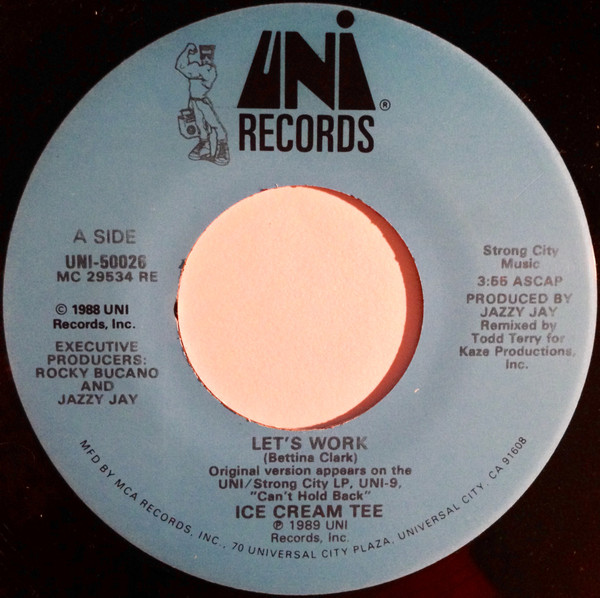 UNI®
RECORDS
A SIDE
UNI-50026
MC 29534 RE
© 1988 UNI
Records, Inc.
EXECUTIVE
PRODUCERS:
ROCKY BUCANO
AND
JAZZY JAY
Strong City
Music
3:55 ASCAP
PRODUCED BY
JAZZY JAY
Remixed by
Todd Terry for
Kaze Productions,
Inc.
LET'S WORK
(Bettina Clark)
Original version appears on the
UNI/Strong City LP, UNI-9,
"Can't Hold Back"
ICE CREAM TEE
℗ 1989 UNI
Records, Inc.
MFD BY MCA RECORDS, INC., 70 UNIVERSAL CITY PLAZA, UNIVERSAL CITY, CA 91608